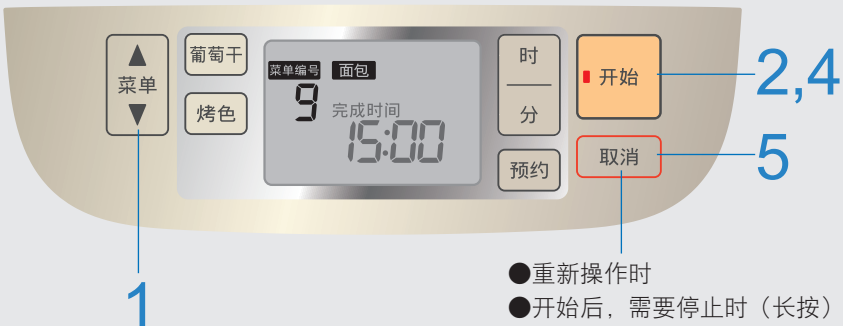 ▲
菜单
▼
葡萄干
烤色
菜单编号 面包
9
完成时间
15:00
时
分
预约
开始
取消
2,4
5
1
●重新操作时
●开始后，需要停止时（长按）